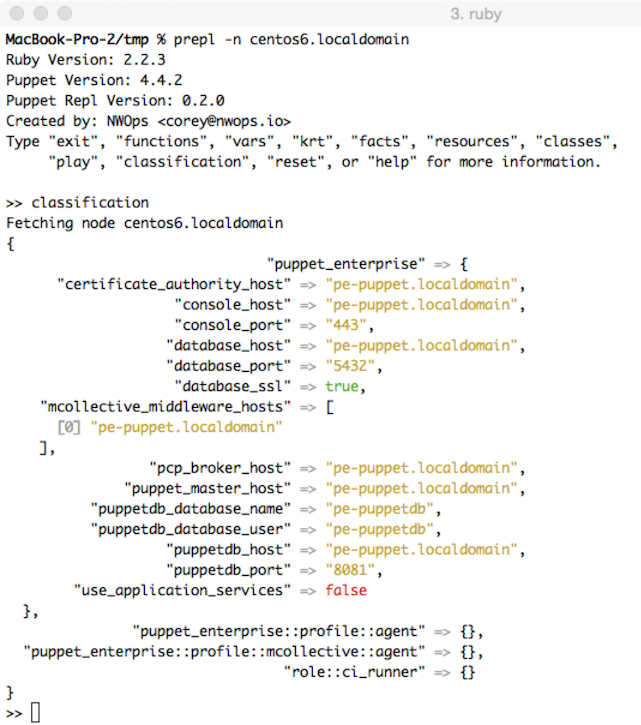 3. ruby
MacBook-Pro-2/tmp % prepl -n centos6.localdomain
Ruby Version: 2.2.3
Puppet Version: 4.4.2
Puppet Repl Version: 0.2.0
Created by: NWOps <corey@nwops.io>
Type "exit", "functions", "vars", "krt", "facts", "resources", "classes",
     "play", "classification", "reset", or "help" for more information.

>> classification
Fetching node centos6.localdomain
{
                               "puppet_enterprise" => {
      "certificate_authority_host" => "pe-puppet.localdomain",
                    "console_host" => "pe-puppet.localdomain",
                    "console_port" => "443",
                   "database_host" => "pe-puppet.localdomain",
                   "database_port" => "5432",
                    "database_ssl" => true,
    "mcollective_middleware_hosts" => [
      [0] "pe-puppet.localdomain"
    ],
                 "pcp_broker_host" => "pe-puppet.localdomain",
              "puppet_master_host" => "pe-puppet.localdomain",
          "puppetdb_database_name" => "pe-puppetdb",
          "puppetdb_database_user" => "pe-puppetdb",
                   "puppetdb_host" => "pe-puppet.localdomain",
                   "puppetdb_port" => "8081",
        "use_application_services" => false
  },
               "puppet_enterprise::profile::agent" => {},
  "puppet_enterprise::profile::mcollective::agent" => {},
                                 "role::ci_runner" => {}
}
>>